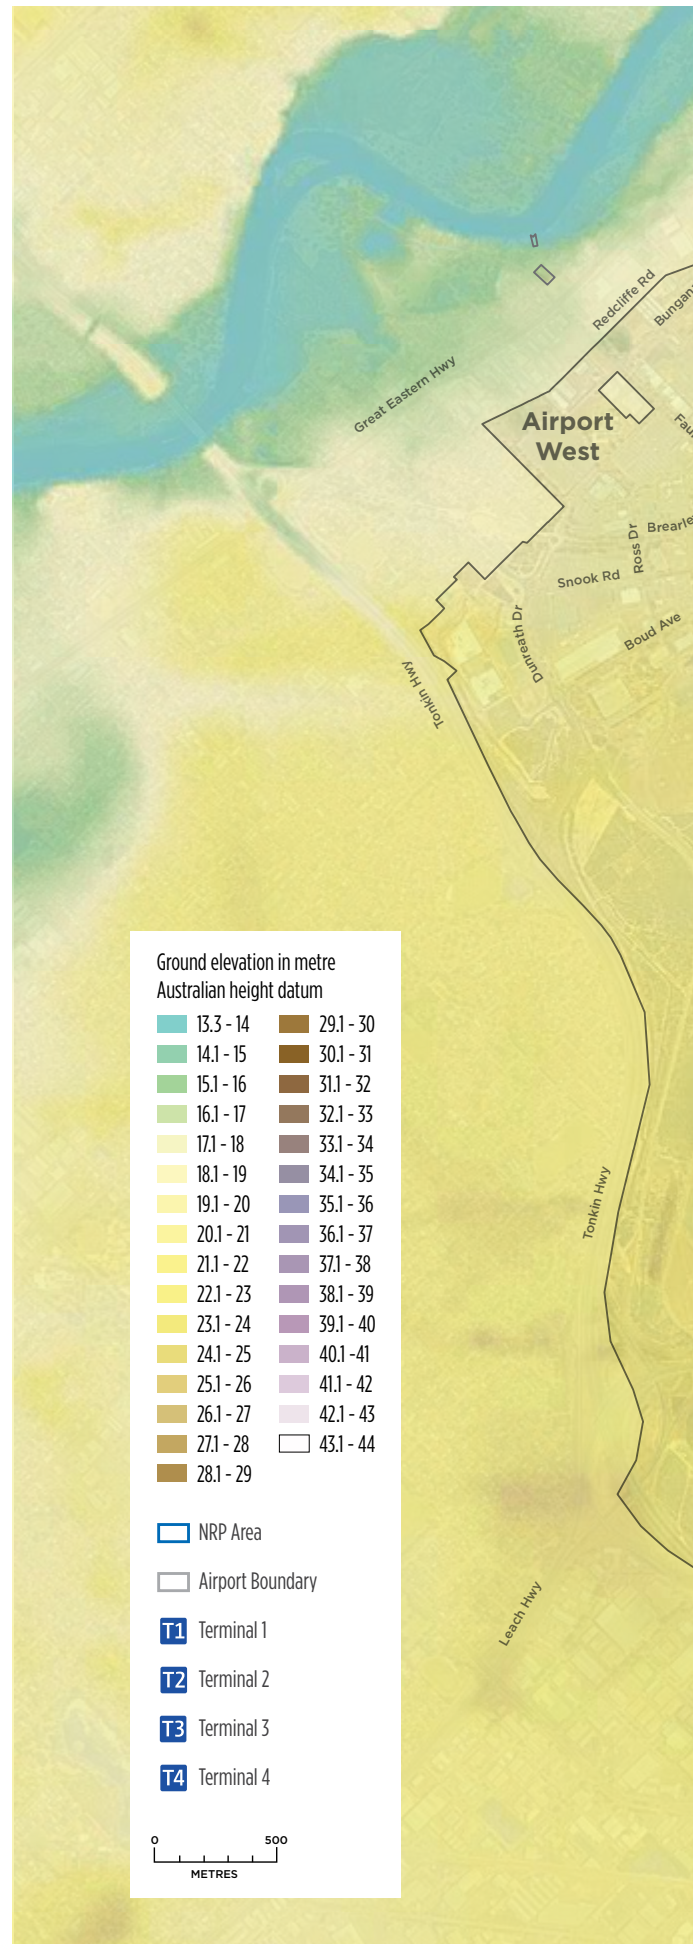 Redcliffe Rd
Great Eastern Hwy
Airport
West
Ross Dr
Snook Rd
Boud Ave
Dunreath Dr
Tonkin Hwy
Ground elevation in metre
Australian height datum
13.3 - 14
14.1 - 15
15.1 - 16
16.1 - 17
17.1 - 18
18.1 - 19
19.1 - 20
20.1 - 21
21.1 - 22
22.1 - 23
23.1 - 24
24.1 - 25
25.1 - 26
26.1 - 27
27.1 - 28
28.1 - 29
29.1 - 30
30.1 - 31
31.1 - 32
32.1 - 33
33.1 - 34
34.1 - 35
35.1 - 36
36.1 - 37
37.1 - 38
38.1 - 39
39.1 - 40
40.1 -41
41.1 - 42
42.1 - 43
43.1 - 44
NRP Area
Airport Boundary
T1 Terminal 1
T2 Terminal 2
T3 Terminal 3
T4 Terminal 4
0 500
METRES
Tonkin Hwy
Leach Hwy